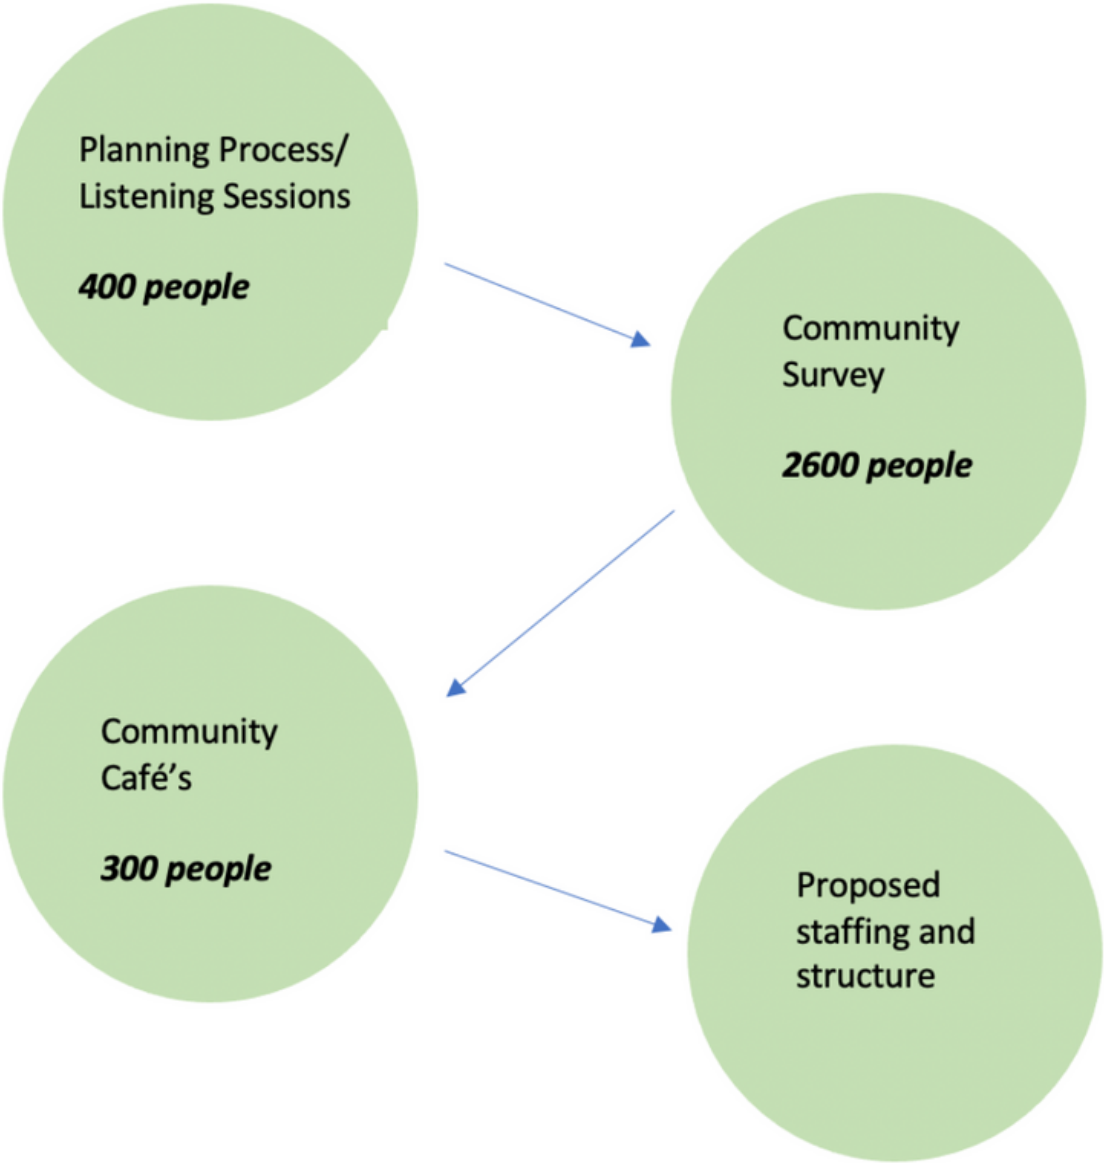 Planning Process/
Listening Sessions
400 people
Community
Survey
2600 people
Community
Café’s
300 people
Proposed
staffing and
structure